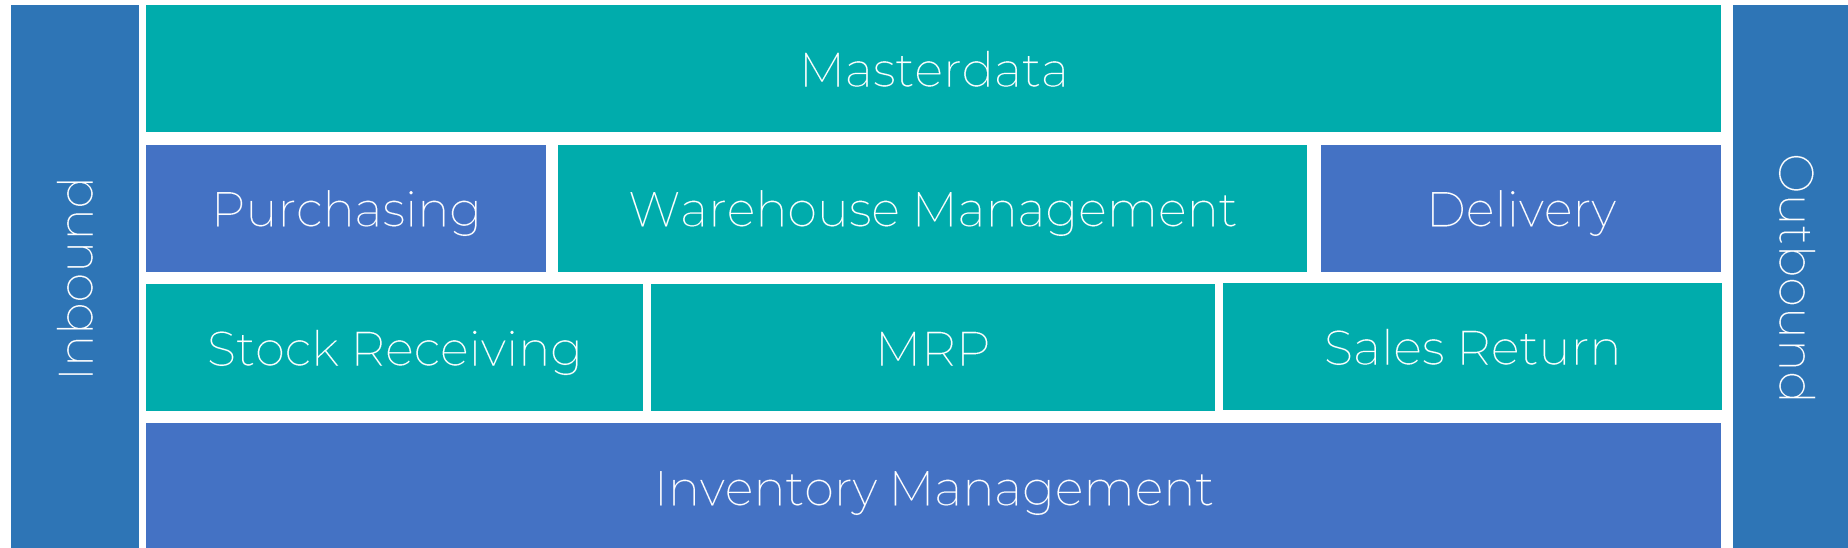 Inbound
Masterdata
Purchasing
Warehouse Management
Delivery
Stock Receiving
MRP
Sales Return
Inventory Management
Outbound